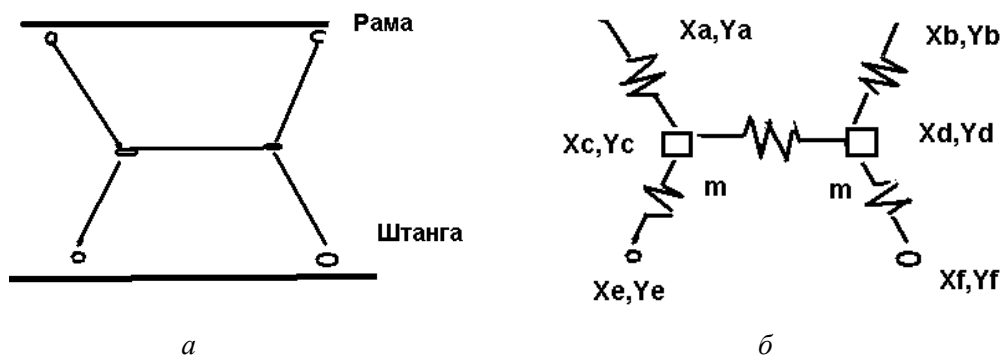 Рама
Штанга
а
Xa,Ya
Xb,Yb
Xc,Yc
Xd,Yd
m
m
Xe,Ye
Xf,Yf
б